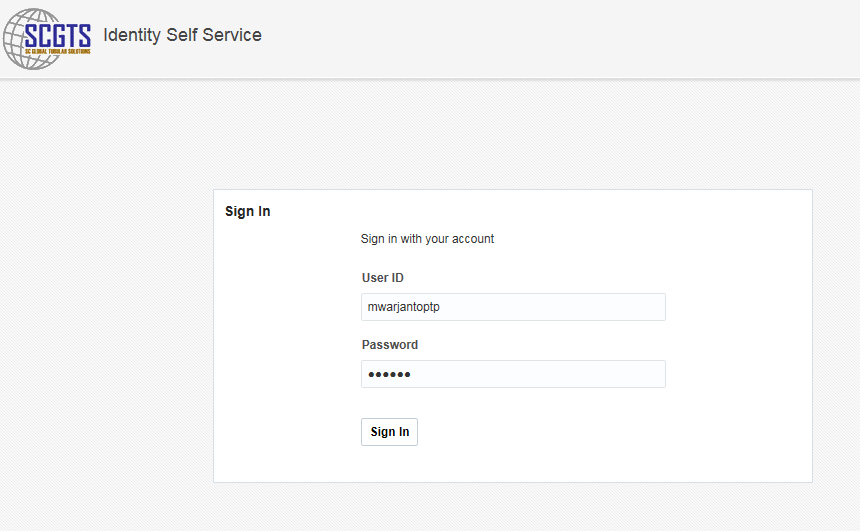 SCGTS
SC GLOBAL TUBULAR SOLUTIONS
Identity Self Service
Sign In
Sign in with your account
User ID
mwarjantoptp
Password
••••••
Sign In